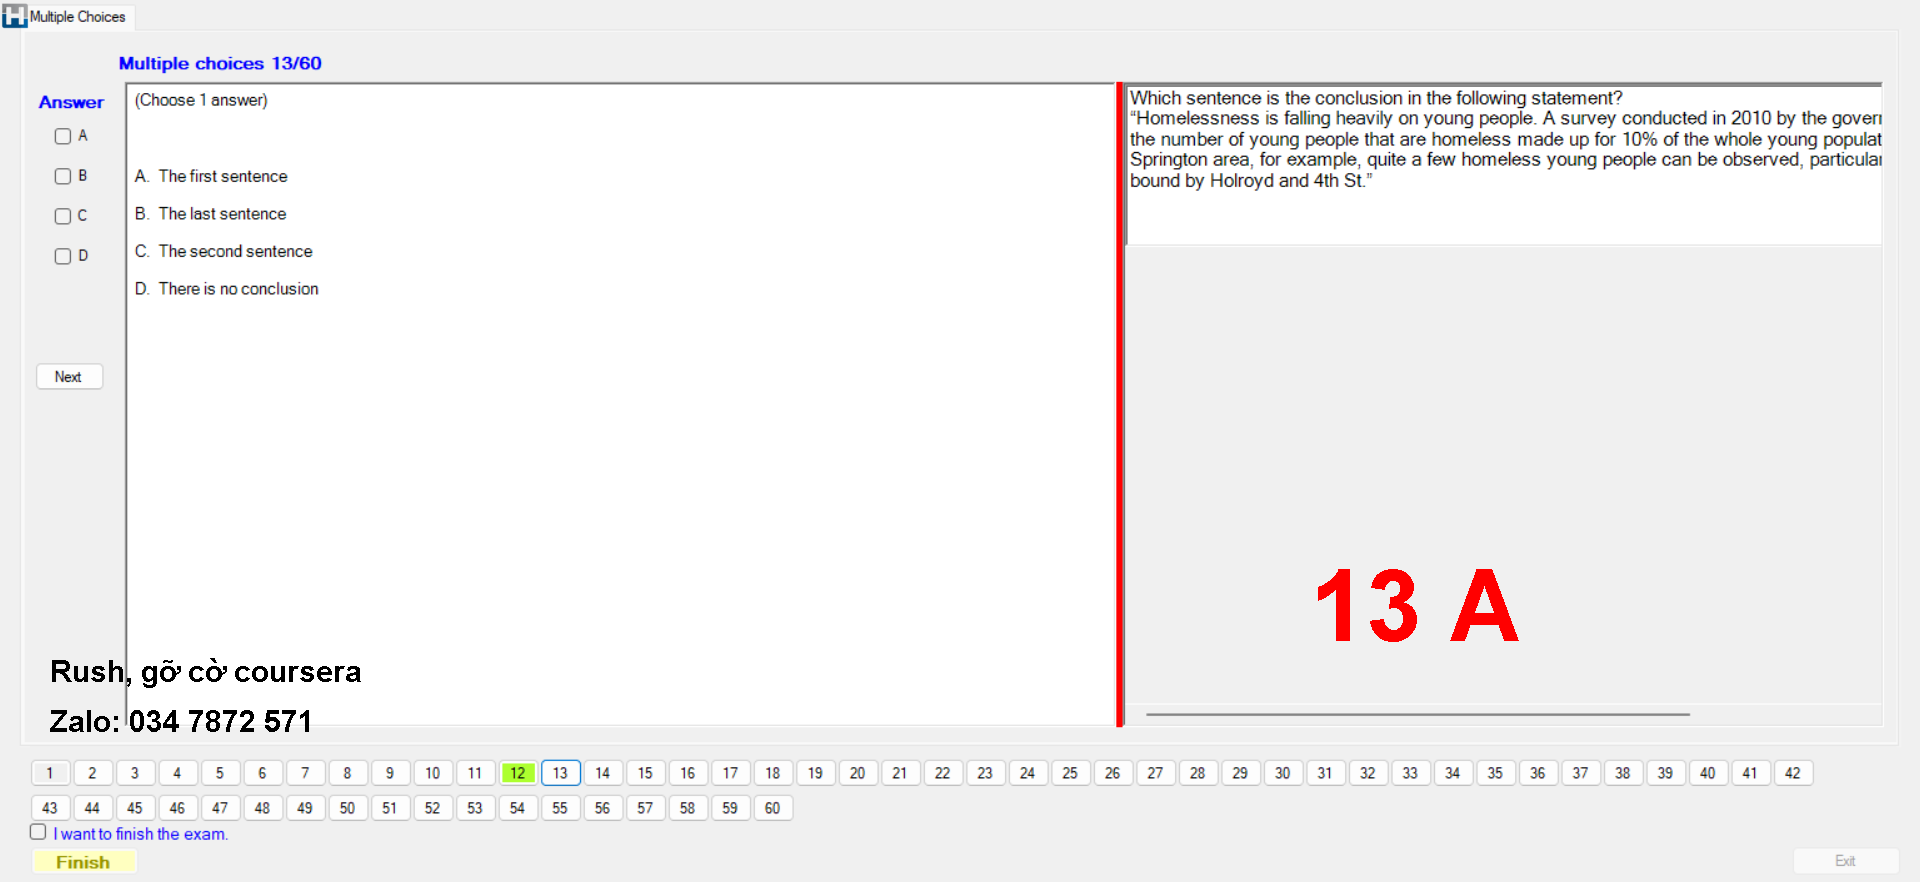 Multiple Choices
Multiple choices 13/60
Answer
A
B
C
D
Next
(Choose 1 answer)
A. The first sentence
B. The last sentence
C. The second sentence
D. There is no conclusion
Which sentence is the conclusion in the following statement?
“Homelessness is falling heavily on young people. A survey conducted in 2010 by the
the number of young people that are homeless made up for 10% of the whole young
Springton area, for example, quite a few homeless young people can be observed,
bound by Holroyd and 4th St.”
13 A
Rush, gỡ cờ coursera
Zalo: 034 7872 571
1 2 3 4 5 6 7 8 9 10 11 12 13 14 15 16 17 18 19 20 21 22 23 24 25 26 27 28 29 30 31 32 33 34 35 36 37 38 39 40 41 42
43 44 45 46 47 48 49 50 51 52 53 54 55 56 57 58 59 60
I want to finish the exam.
Finish
Exit